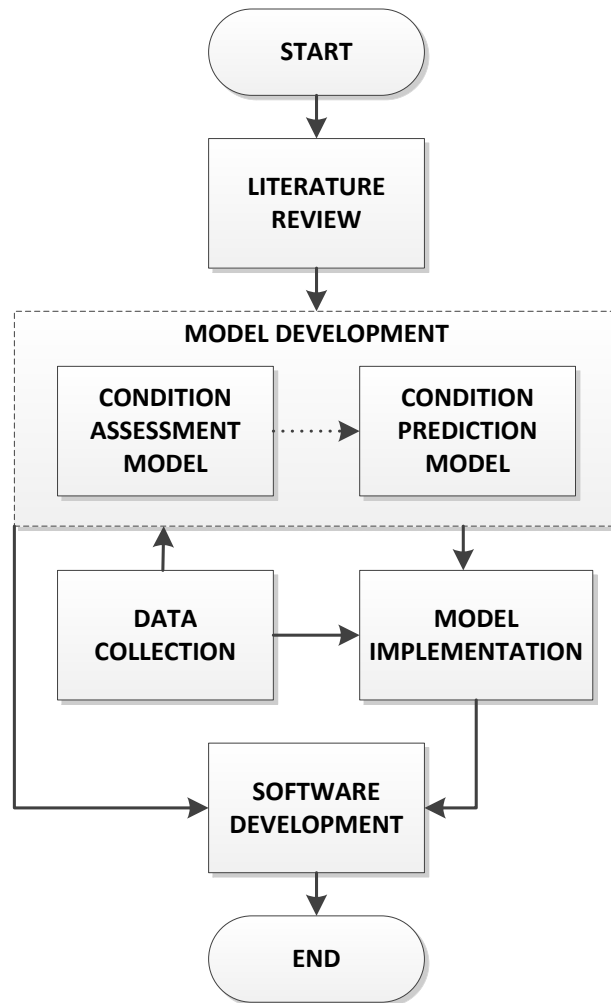 START
LITERATURE
REVIEW
MODEL DEVELOPMENT
CONDITION
ASSESSMENT
MODEL
CONDITION
PREDICTION
MODEL
DATA
COLLECTION
MODEL
IMPLEMENTATION
SOFTWARE
DEVELOPMENT
END